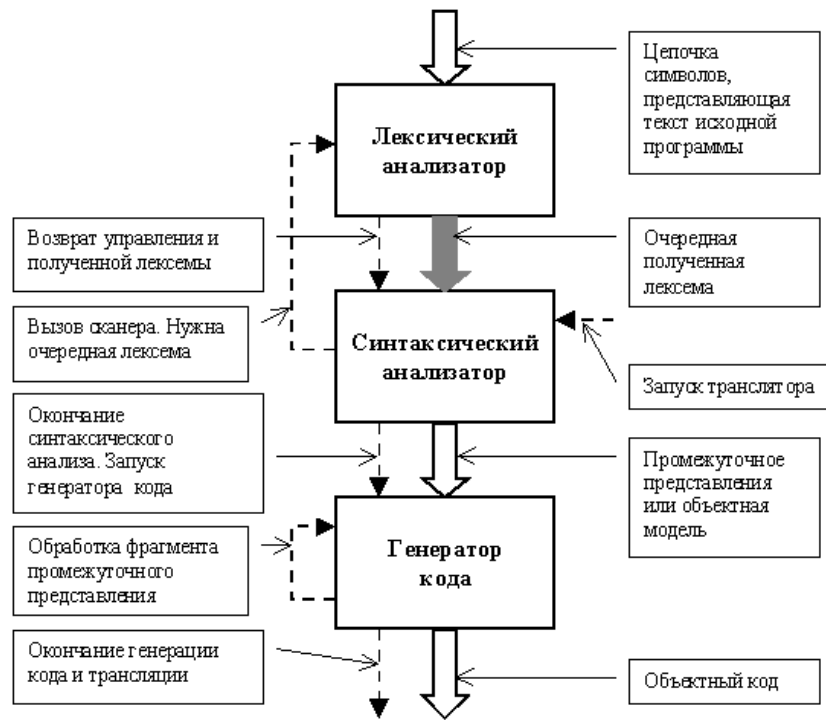 Цепочка
символов,
представляющая
текст исходной
программы
Лексический
анализатор
Возврат управления и
полученной лексемы
Очередная
полученная
лексема
Вызов сканера. Нужна
очередная лексема
Синтаксический
анализатор
Запуск транслятора
Окончание
синтаксического
анализа. Запуск
генератора кода
Промежуточное
представления
или объектная
модель
Обработка фрагмента
промежуточного
представления
Генератор
кода
Окончание генерации
кода и трансляции
Объектный код